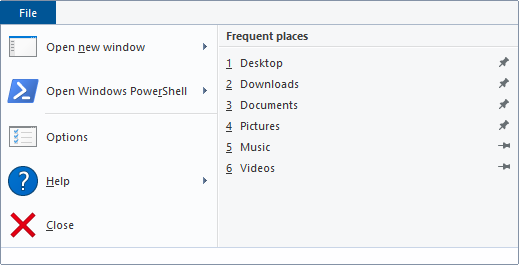 File
Open new window
Open Windows PowerShell
Options
Help
Close
Frequent places
1 Desktop
2 Downloads
3 Documents
4 Pictures
5 Music
6 Videos